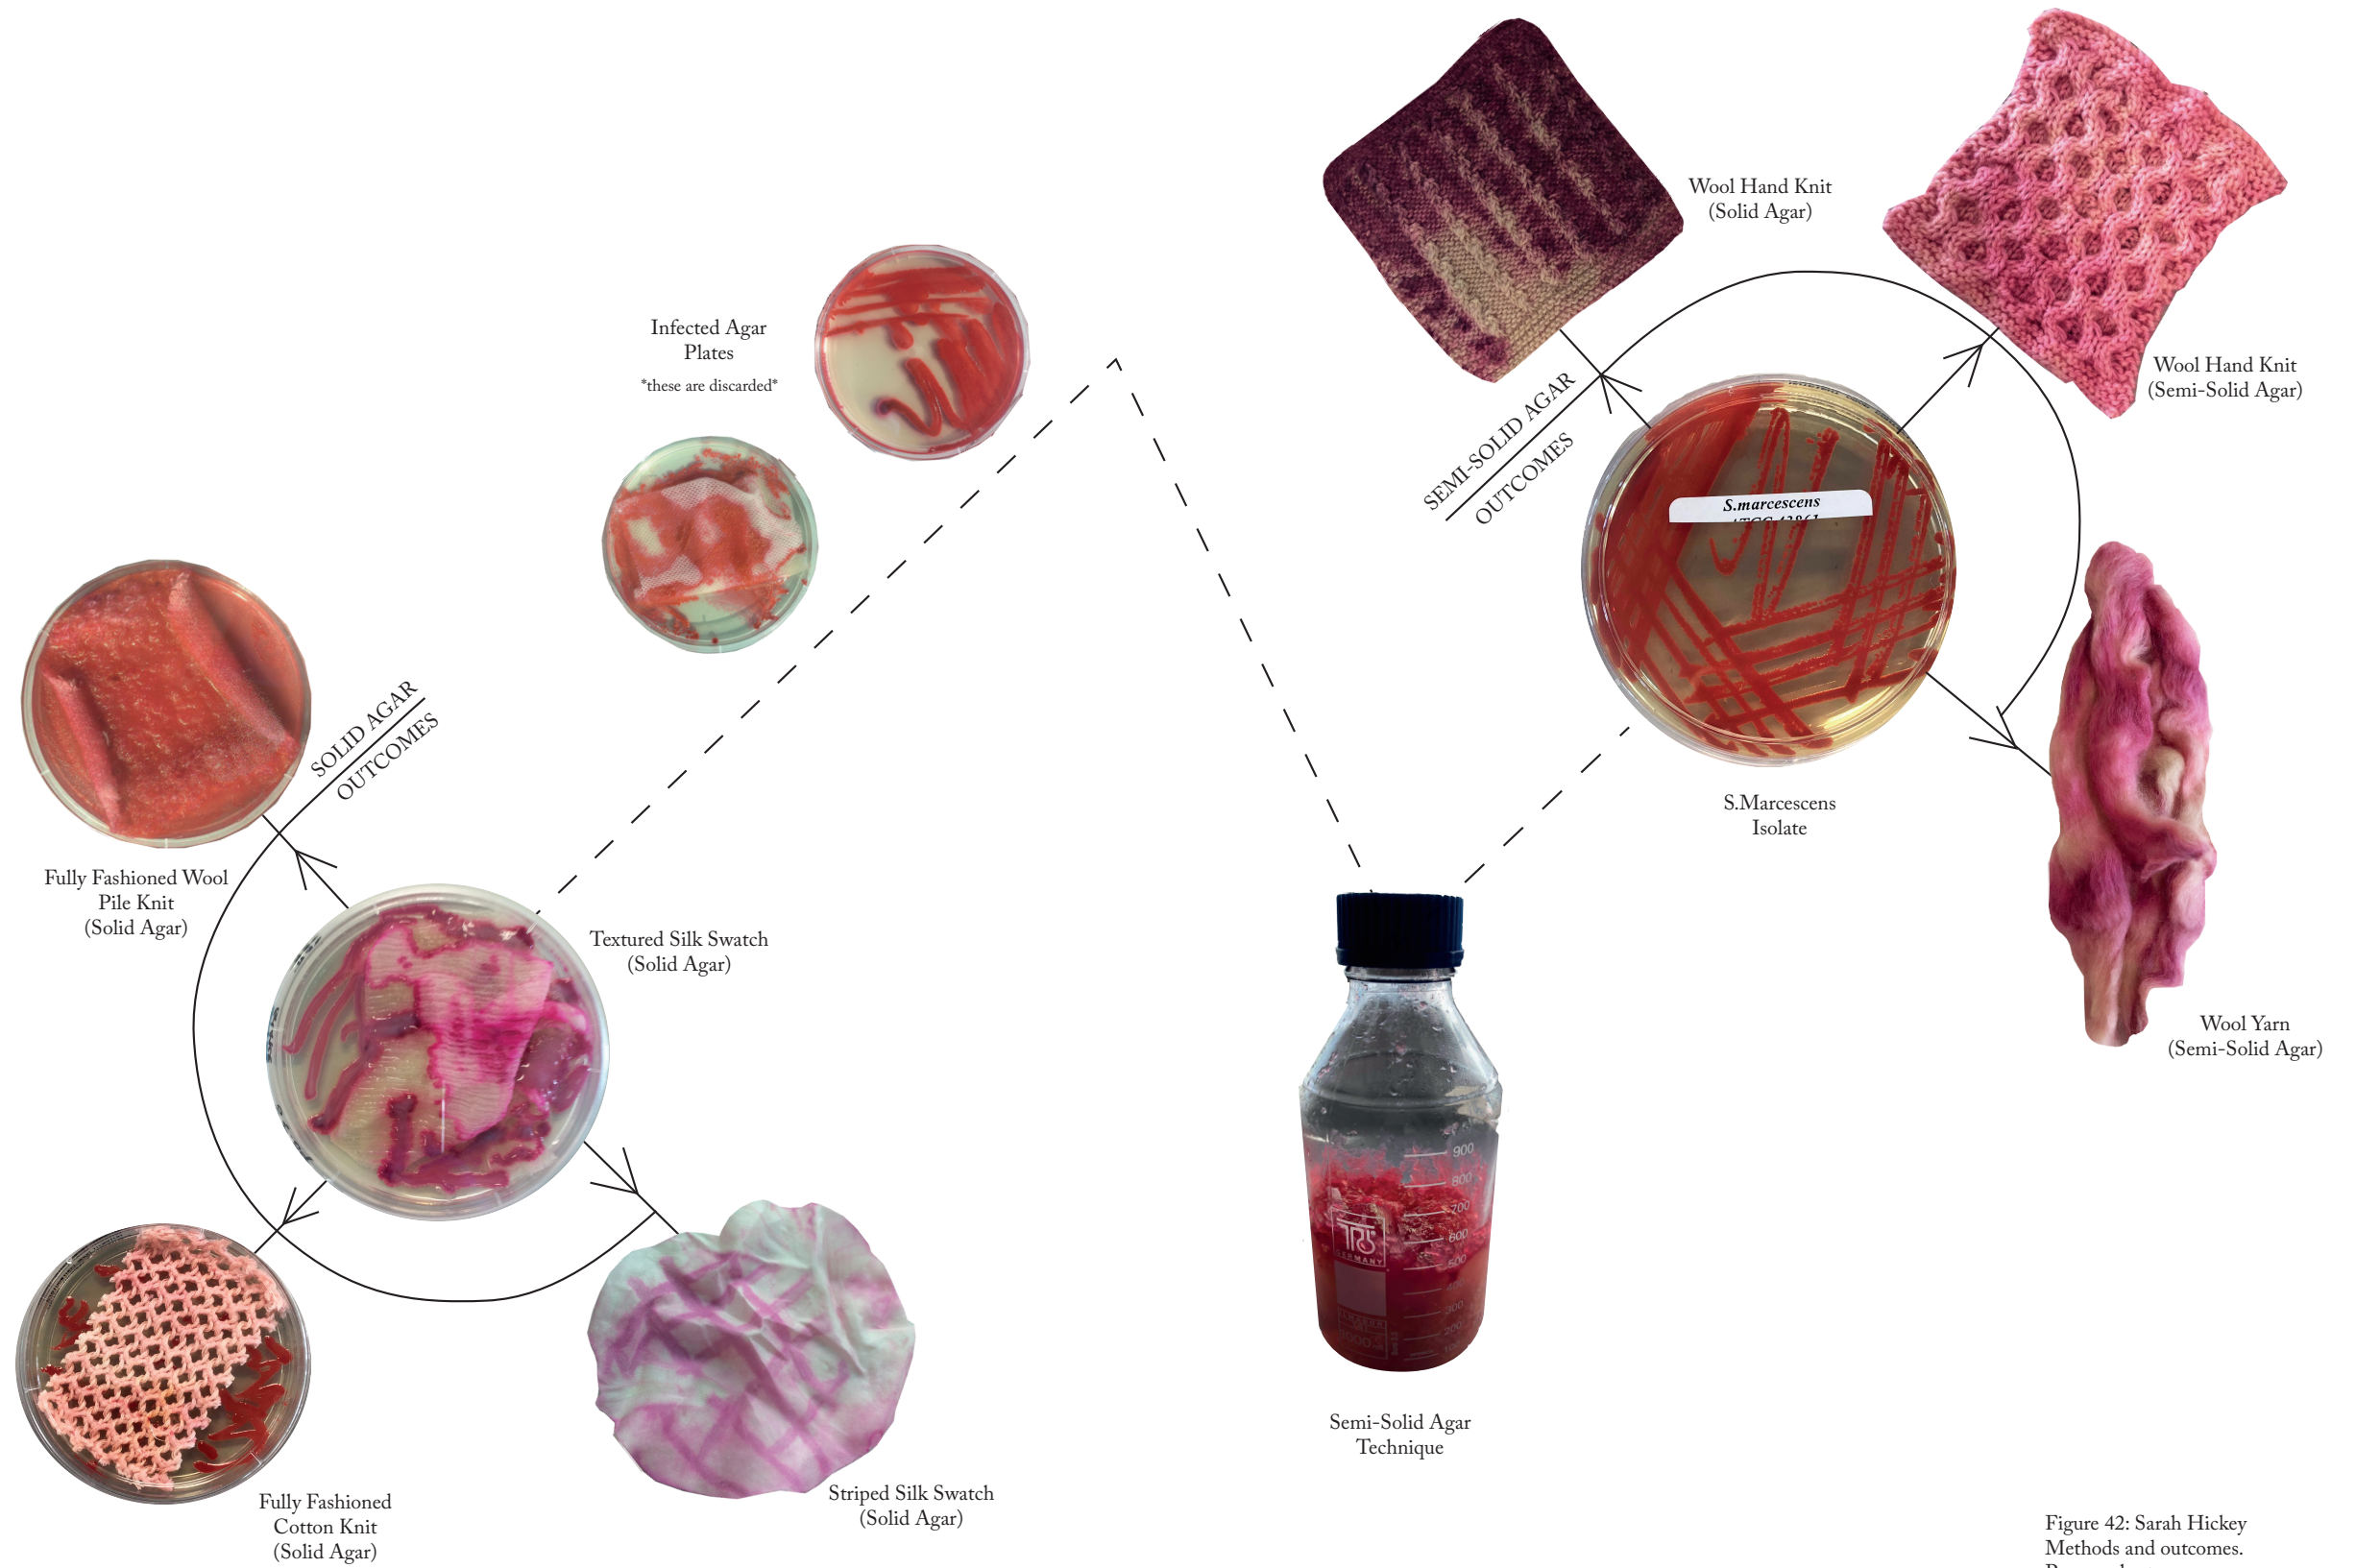 Infected Agar
Plates
*these are discarded*
Fully Fashioned Wool
Pile Knit
(Solid Agar)
SOLID AGAR
OUTCOMES
Textured Silk Swatch
(Solid Agar)
Fully Fashioned
Cotton Knit
(Solid Agar)
Striped Silk Swatch
(Solid Agar)
Wool Hand Knit
(Solid Agar)
Wool Hand Knit
(Semi-Solid Agar)
SEMI-SOLID AGAR
OUTCOMES
S.marcescens
S.Marcescens
Isolate
Wool Yarn
(Semi-Solid Agar)
900
800
700
600
500
300
200
GERMANY
Semi-Solid Agar
Technique
Figure 42: Sarah Hickey
Methods and outcomes.